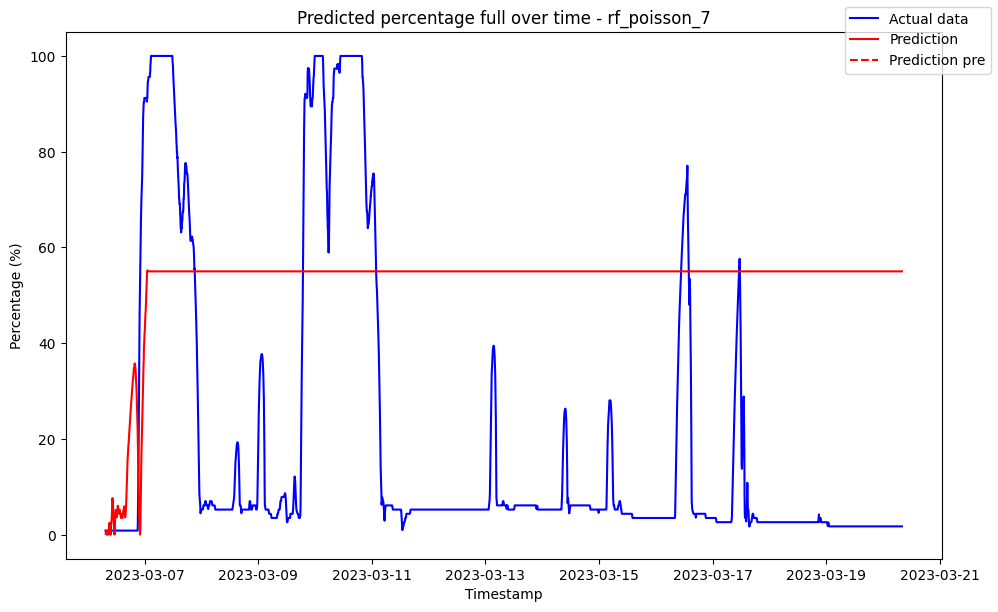 Predicted percentage full over time - rf_poisson_7
Actual data
Prediction
Prediction pre
100
80
60
40
20
0
Percentage (%)
2023-03-07 2023-03-09 2023-03-11 2023-03-13 2023-03-15 2023-03-17 2023-03-19 2023-03-21
Timestamp